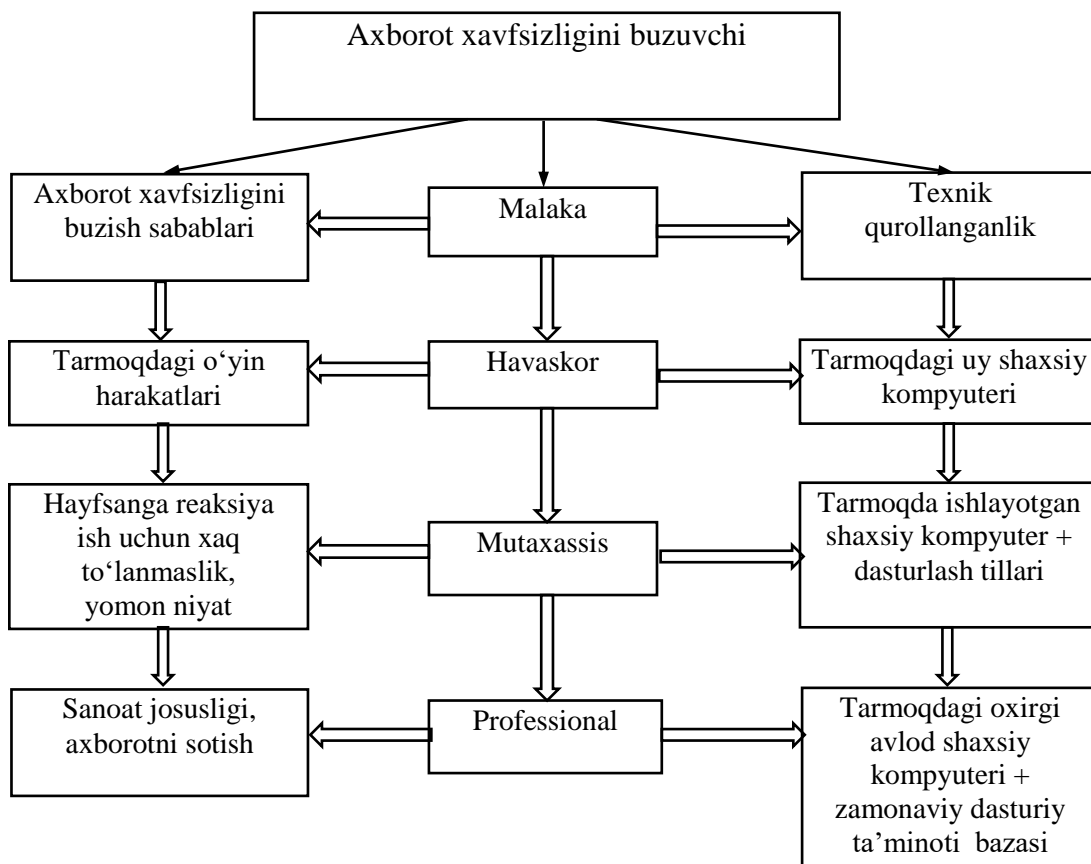 Axborot xavfsizligini buzuvchi
Axborot xavfsizligini
buzish sabablari
Malaka
Texnik
qurollanganlik
Tarmoqdagi o‘yin
harakatlari
Havaskor
Tarmoqdagi uy shaxsiy
kompyuteri
Hayfsanga reaksiya
ish uchun xaq
to‘lanmaslik,
yomon niyat
Mutaxassis
Tarmoqda ishlayotgan
shaxsiy kompyuter +
dasturlash tillari
Sanoat josusligi,
axborotni sotish
Professional
Tarmoqdagi oxirgi
avlod shaxsiy
kompyuteri +
zamonaviy dasturiy
ta’minoti bazasi